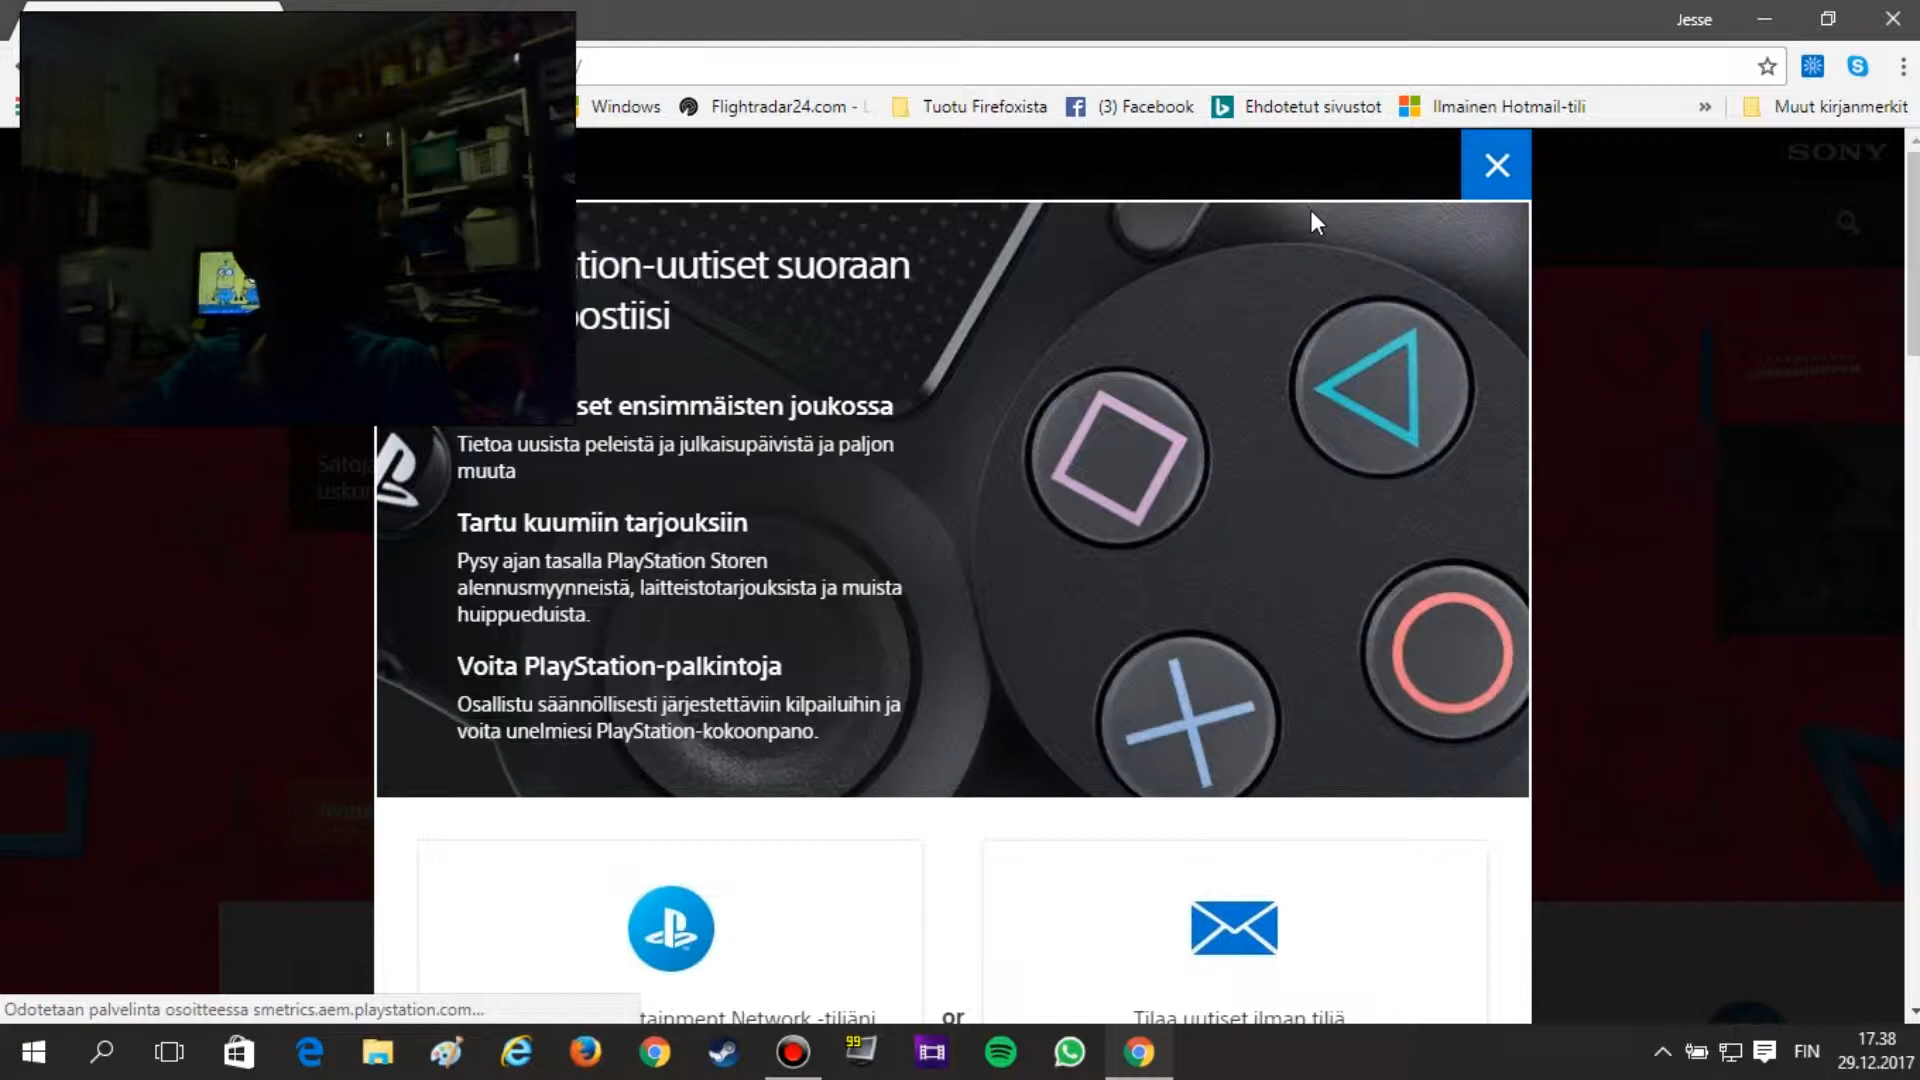 Jesse
Windows
Flightradar24.com -
Tuotu Firefoxista
(3) Facebook
Ehdotetut sivustot
Ilmainen Hotmail-tili
»
Muut kirjanmerkit
SONY
tion-uutiset suoraan
ostiisi
set ensimmäisten joukossa
Tietoa uusista peleistä ja julkaisupäivistä ja paljon
muuta
Tartu kuumiin tarjouksiin
Pysy ajan tasalla PlayStation Storen
alennusmyynneistä, laitteistotarjouksista ja muista
huippueduista.
Voita PlayStation-palkintoja
Osallistu säännöllisesti järjestettäviin kilpailuihin ja
voita unelmiesi PlayStation-kokoonpano.
tainment Network -tiliäni
or
Tilaa uutiset ilman tiliä
Odotetaan palvelinta osoitteessa smetrics.aem.playstation.com...
99
FIN
17.38
29.12.2017